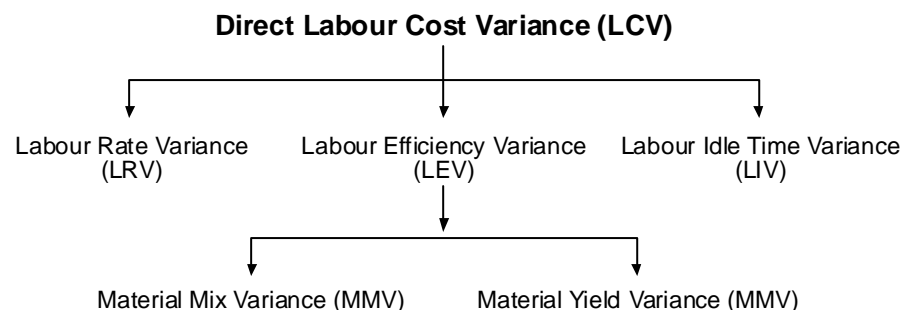 Direct Labour Cost Variance (LCV)
Labour Rate Variance
(LRV)
Labour Efficiency Variance
(LEV)
Labour Idle Time Variance
(LIV)
Material Mix Variance (MMV)
Material Yield Variance (MMV)